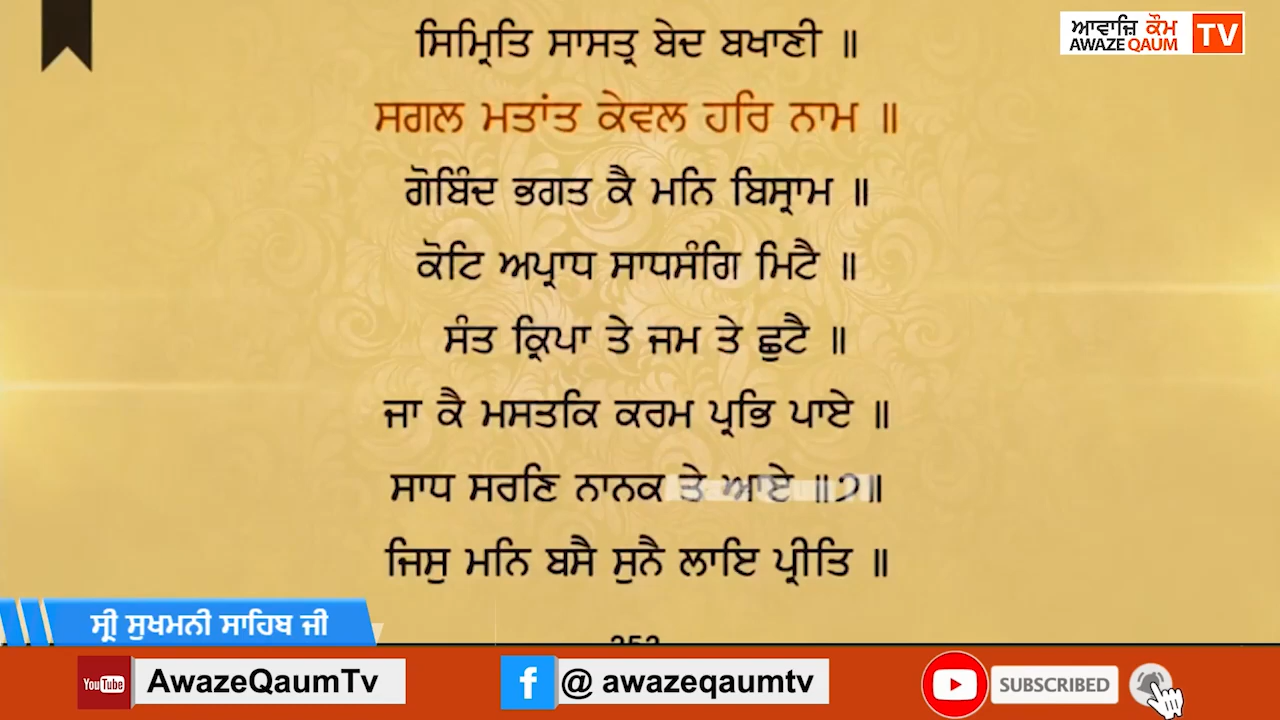 ਆਵਾਜ਼ਿ ਕੌਮ
AWAZE QAUM TV
ਸਿਮ੍ਰਿਤਿ ਸਾਸਤ੍ਰ ਬੇਦ ਬਖਾਣੀ ॥
ਸਗਲ ਮਤਾਂਤ ਕੇਵਲ ਹਰਿ ਨਾਮ ॥
ਗੋਬਿੰਦ ਭਗਤ ਕੈ ਮਨਿ ਬਿਸ੍ਰਾਮ ॥
ਕੋਟਿ ਅਪ੍ਰਾਧ ਸਾਧਸੰਗਿ ਮਿਟੈ ॥
ਸੰਤ ਕ੍ਰਿਪਾ ਤੇ ਜਮ ਤੇ ਛੁਟੈ ॥
ਜਾ ਕੈ ਮਸਤਕਿ ਕਰਮ ਪ੍ਰਭਿ ਪਾਏ ॥
ਸਾਧ ਸਰਣਿ ਨਾਨਕ ਤੇ ਆਏ ॥੭॥
ਜਿਸੁ ਮਨਿ ਬਸੈ ਸੁਨੈ ਲਾਇ ਪ੍ਰੀਤਿ ॥
ਸ੍ਰੀ ਸੁਖਮਨੀ ਸਾਹਿਬ ਜੀ
YouTube AwazeQaumTv
f @ awazeqaumtv
SUBSCRIBED